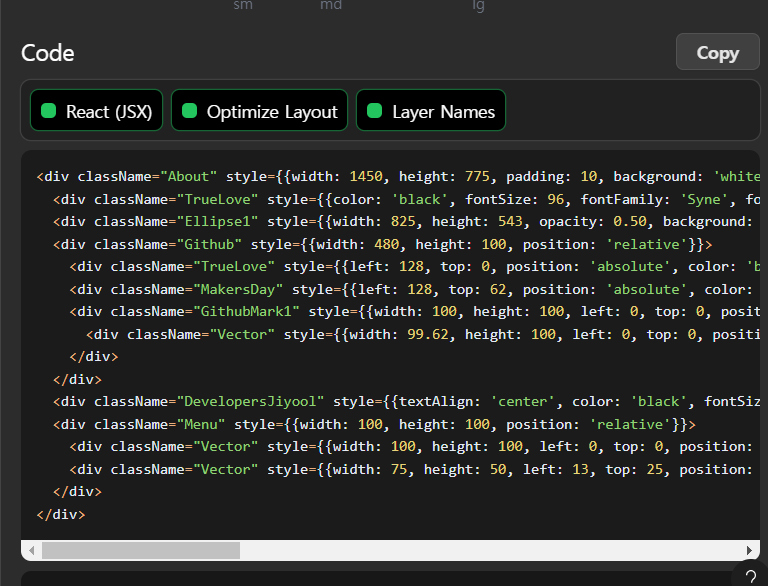 sm md lg
Code
Copy
React (JSX) Optimize Layout Layer Names
<div className="About" style={{width: 1450, height: 775, padding: 10, background: 'white
<div className="TrueLove" style={{color: 'black', fontSize: 96, fontFamily: 'Syne', fo
<div className="Ellipse1" style={{width: 825, height: 543, opacity: 0.50, background:
<div className="Github" style={{width: 480, height: 100, position: 'relative'}}>
<div className="TrueLove" style={{left: 128, top: 0, position: 'absolute', color: 'b
<div className="MakersDay" style={{left: 128, top: 62, position: 'absolute', color:
<div className="GithubMark1" style={{width: 100, height: 100, left: 0, top: 0, posit
<div className="Vector" style={{width: 99.62, height: 100, left: 0, top: 0, positi
</div>
</div>
<div className="DevelopersJiyool" style={{textAlign: 'center', color: 'black', fontSiz
<div className="Menu" style={{width: 100, height: 100, position: 'relative'}}>
<div className="Vector" style={{width: 100, height: 100, left: 0, top: 0, position:
<div className="Vector" style={{width: 75, height: 50, left: 13, top: 25, position:
</div>
</div>
?